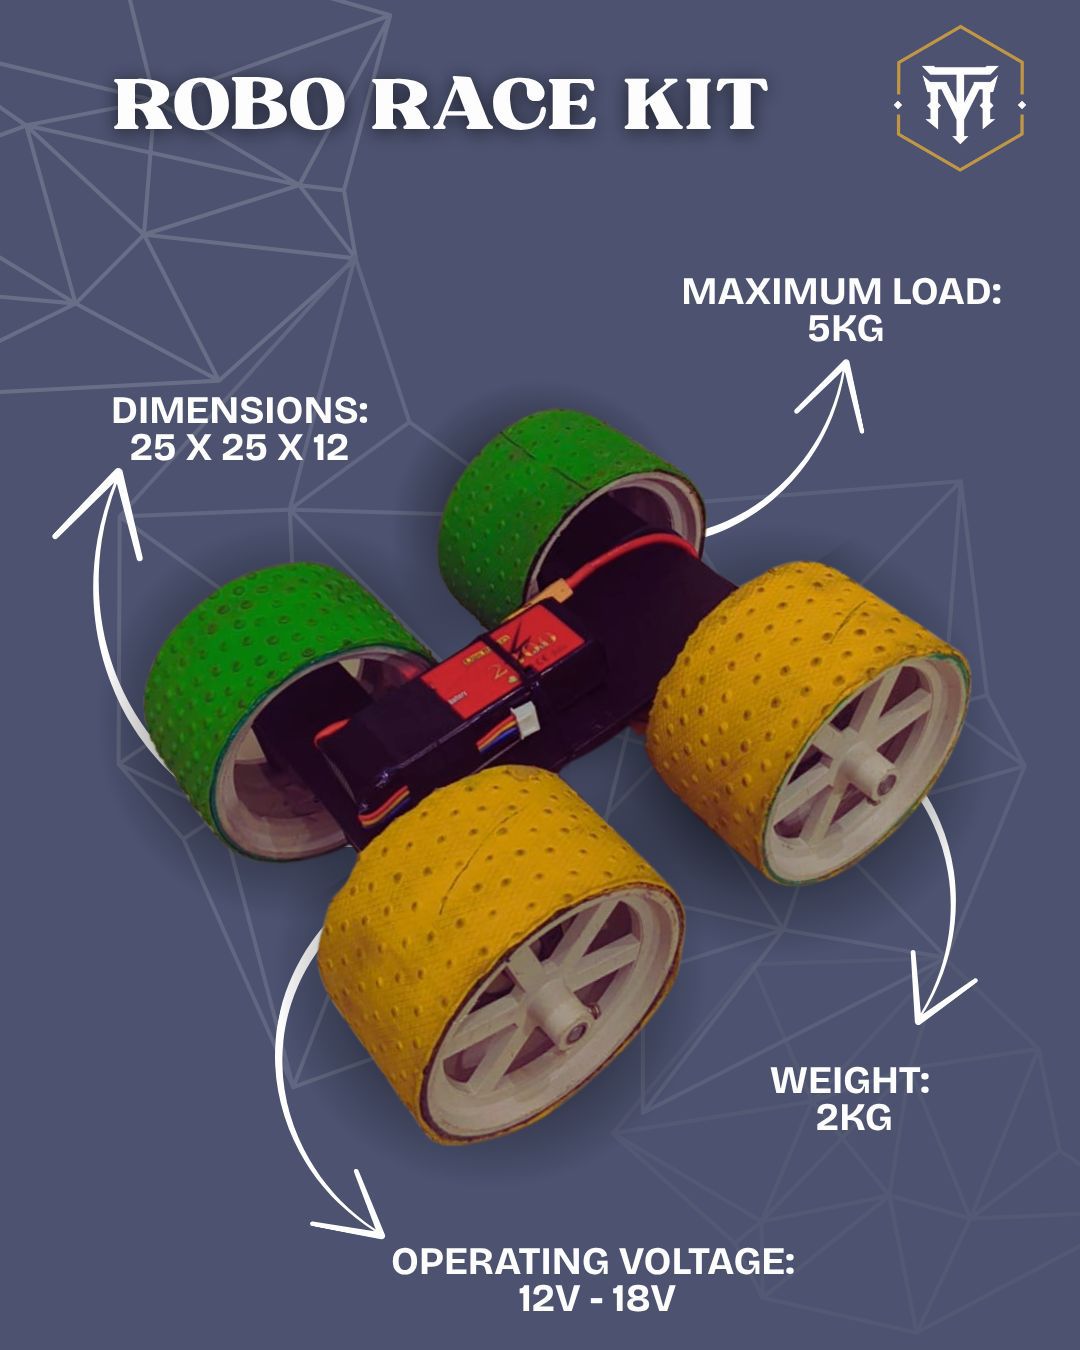 ROBO RACE KIT
MAXIMUM LOAD:
5KG
DIMENSIONS:
25 X 25 X 12
WEIGHT:
2KG
OPERATING VOLTAGE:
12V - 18V